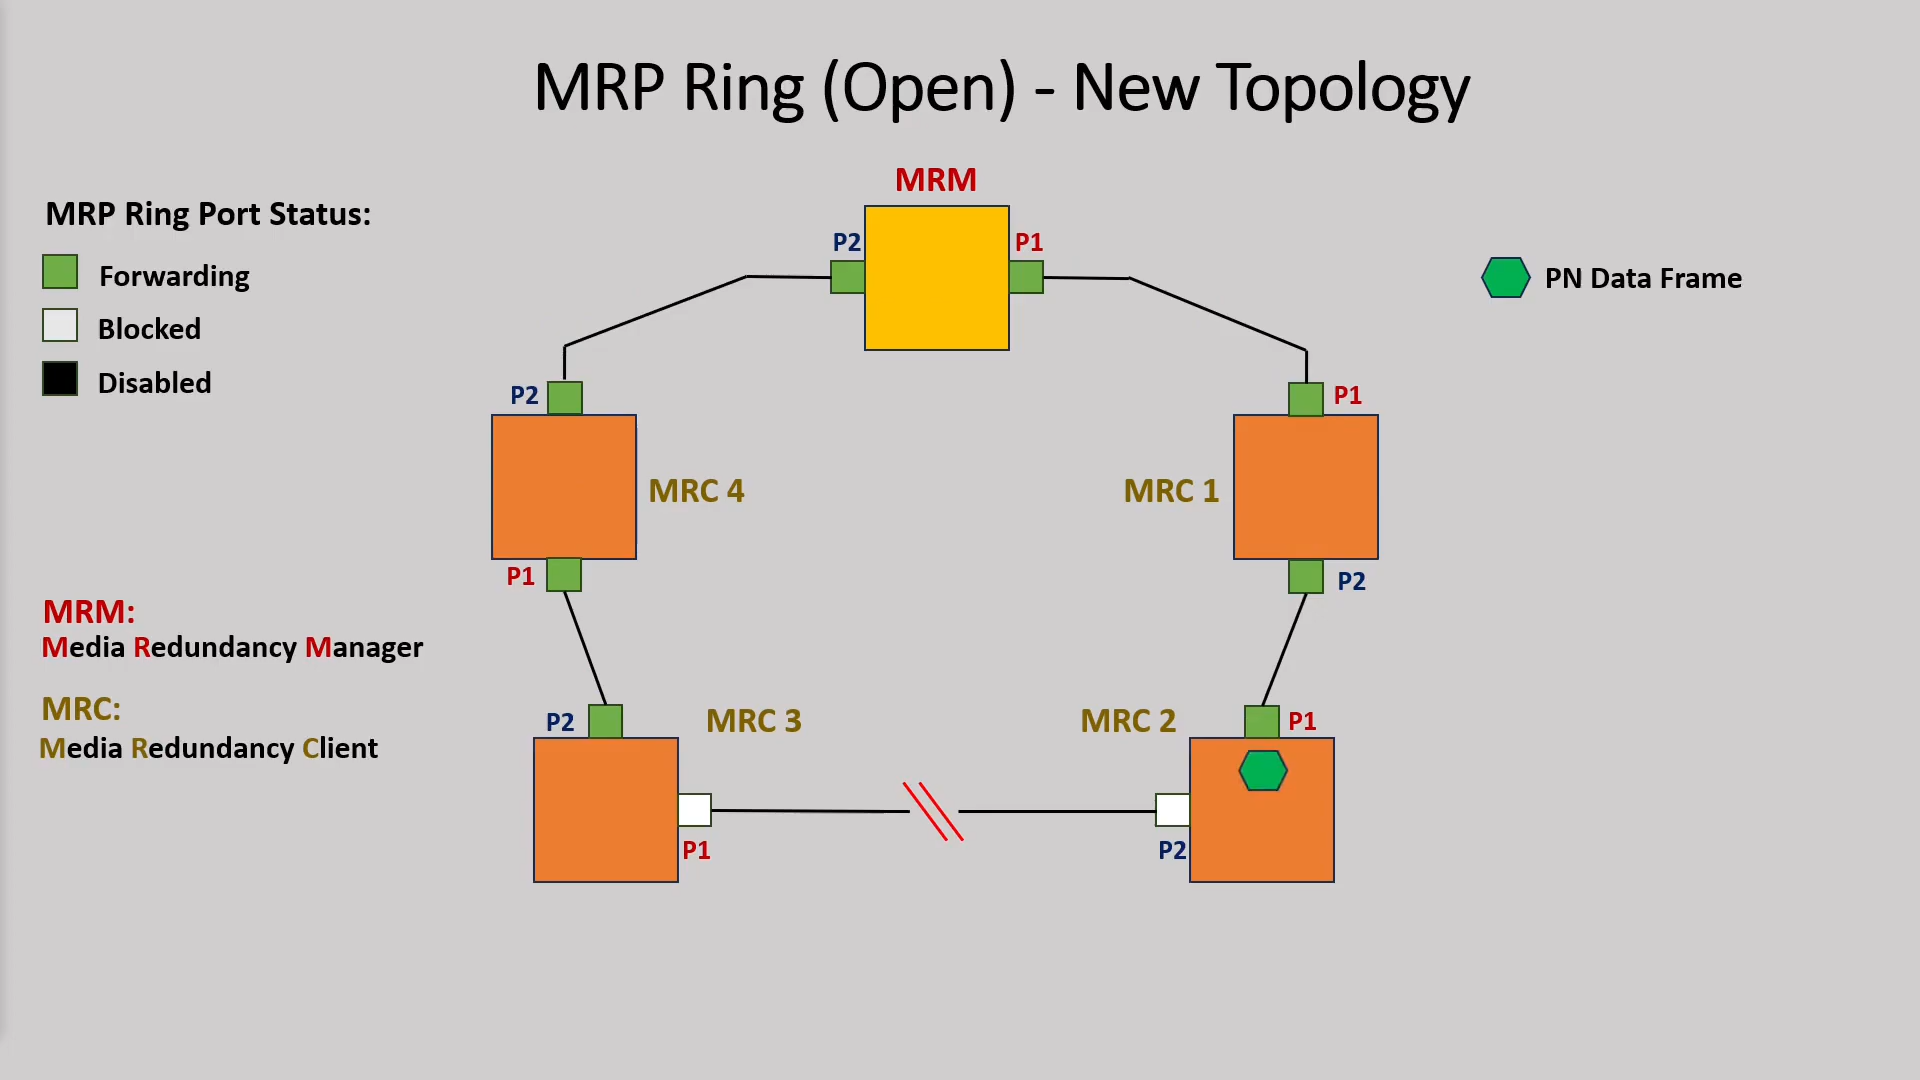 MRP Ring (Open) - New Topology
MRM
MRP Ring Port Status:
P2
P1
Forwarding
PN Data Frame
Blocked
Disabled
P2
P1
MRC 4
MRC 1
P1
P2
MRM:
Media Redundancy Manager
MRC:
P2
MRC 3
MRC 2
P1
Media Redundancy Client
P1
P2